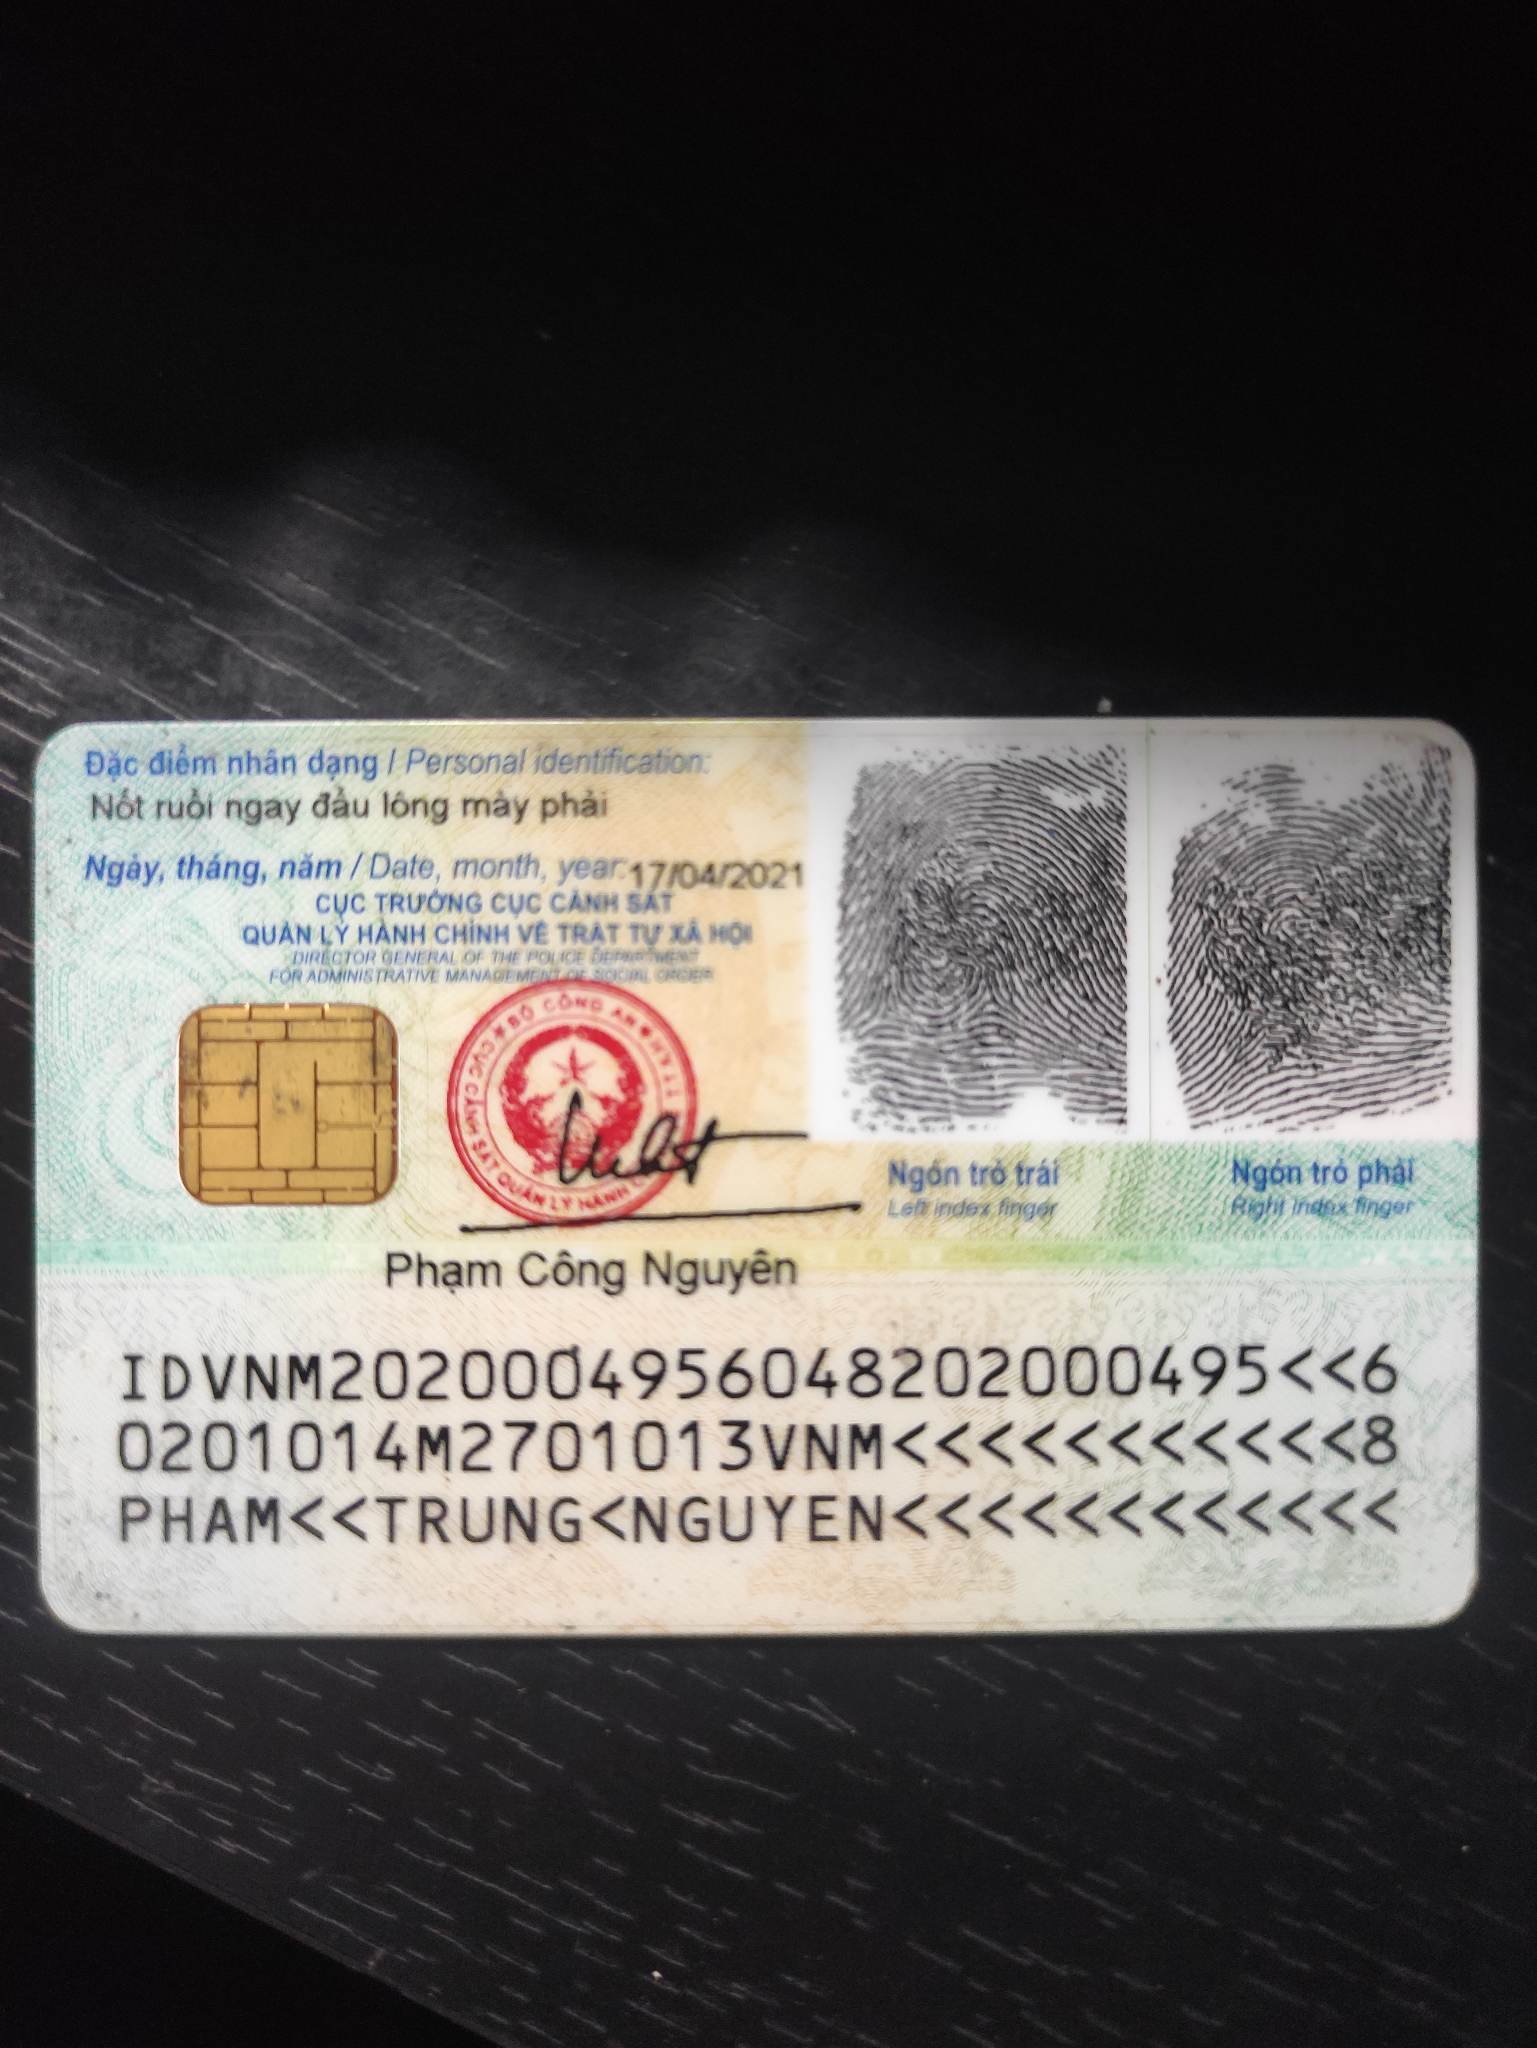 Đặc điểm nhân dạng / Personal identification:
Nốt ruồi ngay đầu lông mày phải
Ngày, tháng, năm / Date, month, year: 17/04/2021
CỤC TRƯỞNG CỤC CẢNH SÁT
QUẢN LÝ HÀNH CHÍNH VỀ TRẬT TỰ XÃ HỘI
DIRECTOR GENERAL OF THE POLICE DEPARTMENT
FOR ADMINISTRATIVE MANAGEMENT OF SOCIAL ORDER
BỘ CÔNG AN
CỤC CẢNH SÁT QUẢN LÝ HÀNH
Ngón trỏ trái
Left index finger
Ngón trỏ phải
Right index finger
Phạm Công Nguyên
IDVNM2020004956048202000495<<6
0201014M2701013VNM<<<<<<<<<<<8
PHAM<<TRUNG<NGUYEN<<<<<<<<<<<<